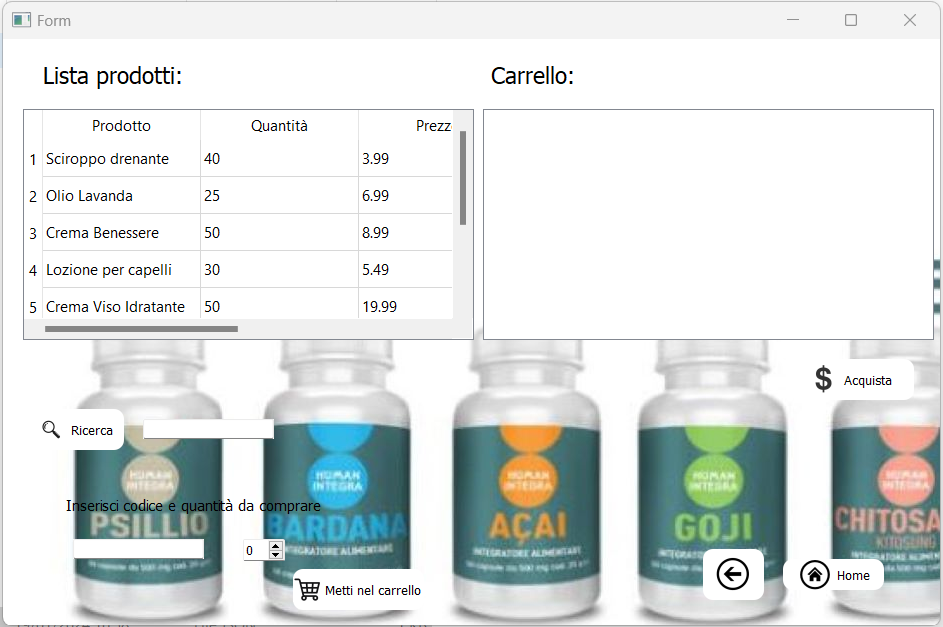 Form
Lista prodotti:
Carrello:
Prodotto Quantità Prezz
1 Sciroppo drenante 40 3.99
2 Olio Lavanda 25 6.99
3 Crema Benessere 50 8.99
4 Lozione per capelli 30 5.49
5 Crema Viso Idratante 50 19.99
$ Acquista
Ricerca
HUMAN INTEGRA
HUMAN INTEGRA
HUMAN INTEGRA
HUMAN INTEGRA
HUMAN INTEGRA
Inserisci codice e quantità da comprare
PSILLIO
BARDANA
AÇAI
GOJI
CHITOSA
KITOSUNG
INTEGRATORE ALIMENTARE
INTEGRATORE ALIMENTARE
INTEGRATORE ALIMENTARE
0
Metti nel carrello
Home